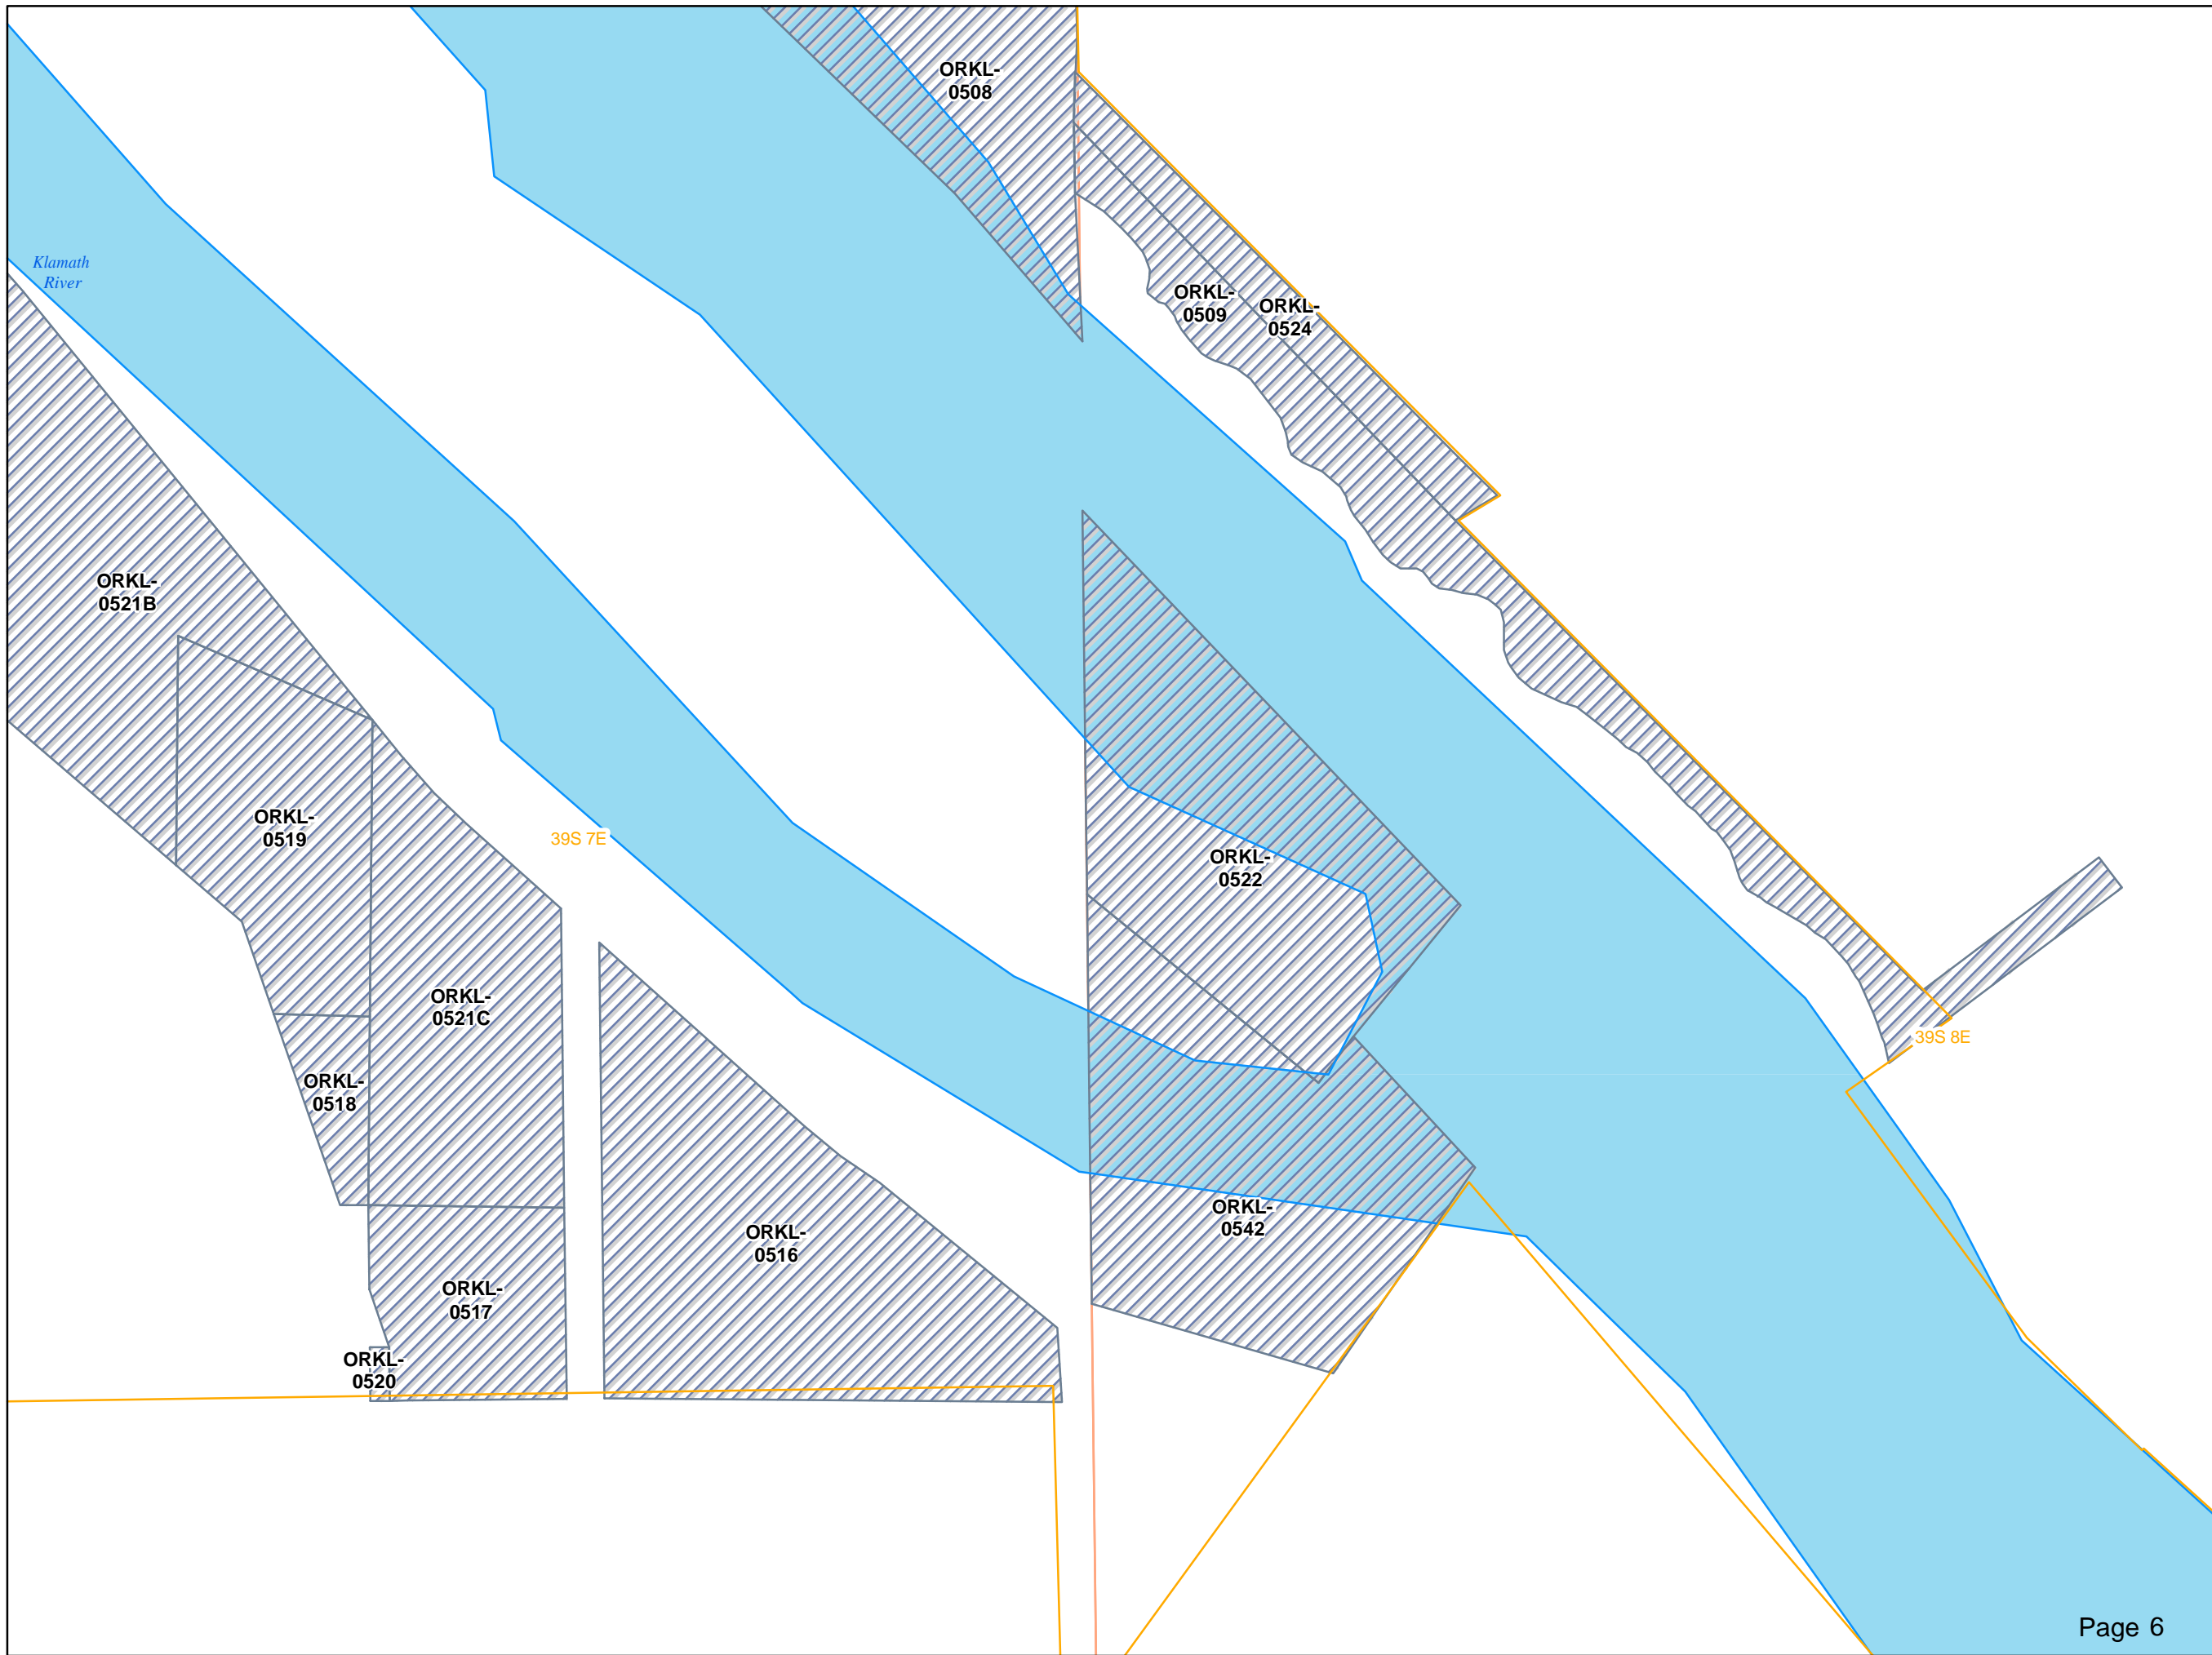 ORKL-
0508
Klamath
River
ORKL-
0509
ORKL-
0524
ORKL-
0521B
ORKL-
0519
39S 7E
ORKL-
0522
ORKL-
0521C
39S 8E
ORKL-
0518
ORKL-
0542
ORKL-
0516
ORKL-
0517
ORKL-
0520
Page 6